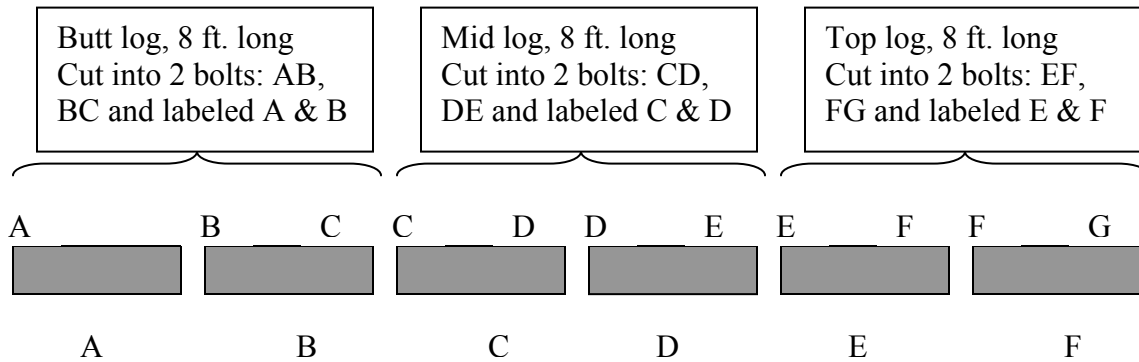 Butt log, 8 ft. long
Cut into 2 bolts: AB,
BC and labeled A & B
Mid log, 8 ft. long
Cut into 2 bolts: CD,
DE and labeled C & D
Top log, 8 ft. long
Cut into 2 bolts: EF,
FG and labeled E & F
A B C C D D E E F F G
A B C D E F